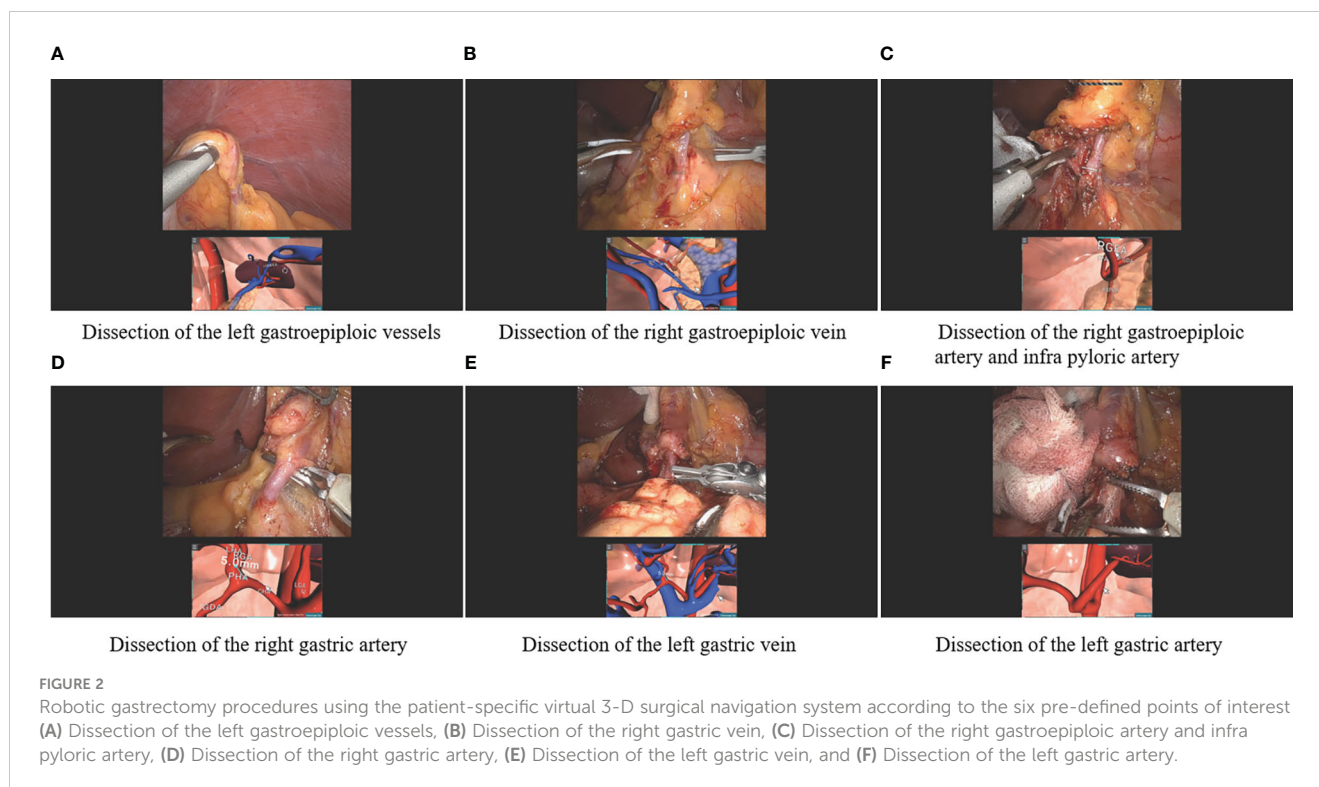 A
B
C
RGEA
Dissection of the left gastroepiploic vessels
Dissection of the right gastroepiploic vein
Dissection of the right gastroepiploic
artery and infra pyloric artery
D
E
F
5.0mm
PHA
GDA
Dissection of the right gastric artery
Dissection of the left gastric vein
Dissection of the left gastric artery
FIGURE 2
Robotic gastrectomy procedures using the patient-specific virtual 3-D surgical navigation system according to the six pre-defined points of interest
(A) Dissection of the left gastroepiploic vessels, (B) Dissection of the right gastric vein, (C) Dissection of the right gastroepiploic artery and infra
pyloric artery, (D) Dissection of the right gastric artery, (E) Dissection of the left gastric vein, and (F) Dissection of the left gastric artery.